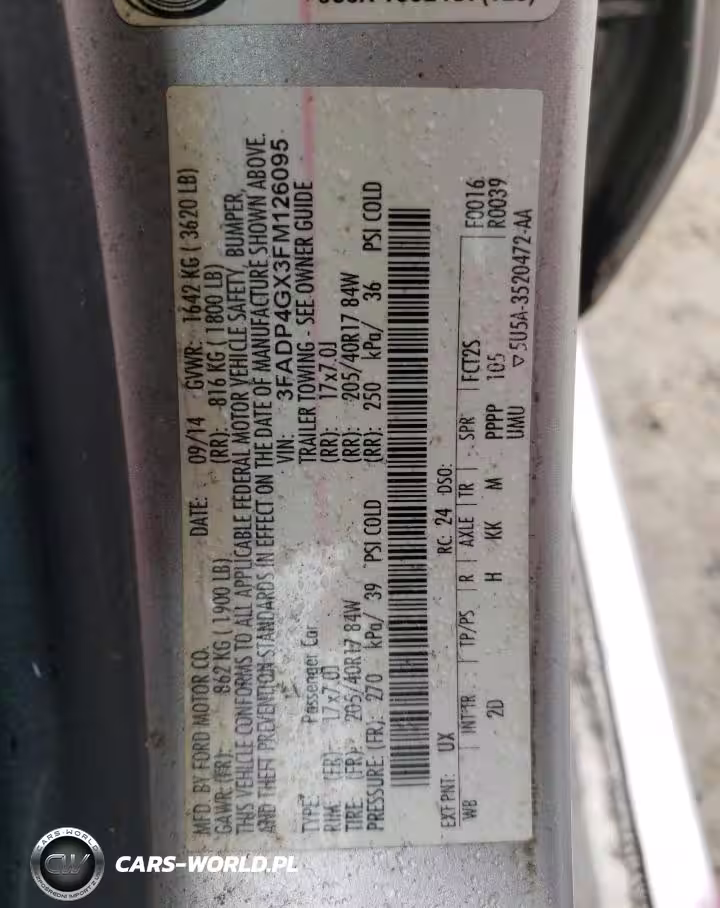 MFD. BY FORD MOTOR CO.
DATE: 09/14 GVWR: 1642 KG ( 3620 LB)
GAWR: (FR): 862 KG ( 1900 LB) (RR): 816 KG ( 1800 LB)
THIS VEHICLE CONFORMS TO ALL APPLICABLE FEDERAL MOTOR VEHICLE SAFETY, BUMPER,
AND THEFT PREVENTION STANDARDS IN EFFECT ON THE DATE OF MANUFACTURE SHOWN ABOVE.
VIN: 3FADP4GX3FM126095
TYPE: Passenger Car TRAILER TOWING - SEE OWNER GUIDE
RIM: (FR): 17x7.0J (RR): 17x7.0J
TIRE: (FR): 205/40R17 84W (RR): 205/40R17 84W
PRESSURE: (FR): 270 kPa/ 39 PSI COLD (RR): 250 kPa/ 36 PSI COLD
EXT PNT: UX RC: 24 DSO: F0016
WB INT TR TP/PS R AXLE TR SPR FCT2S R0039
2D H KK M PPPP 105
UMU ▽5U5A-3520472-AA
CARS-WORLD
CW
CARS-WORLD.PL